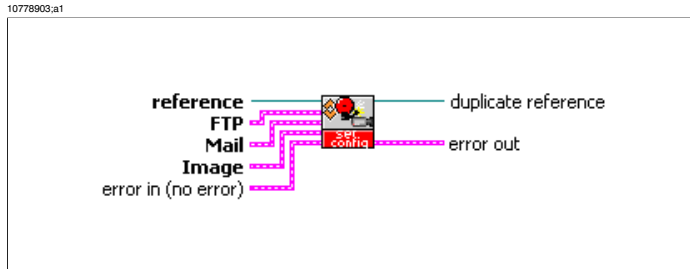 10778903;a1
reference
duplicate reference
FTP
Mail
set
config
error out
Image
error in (no error)